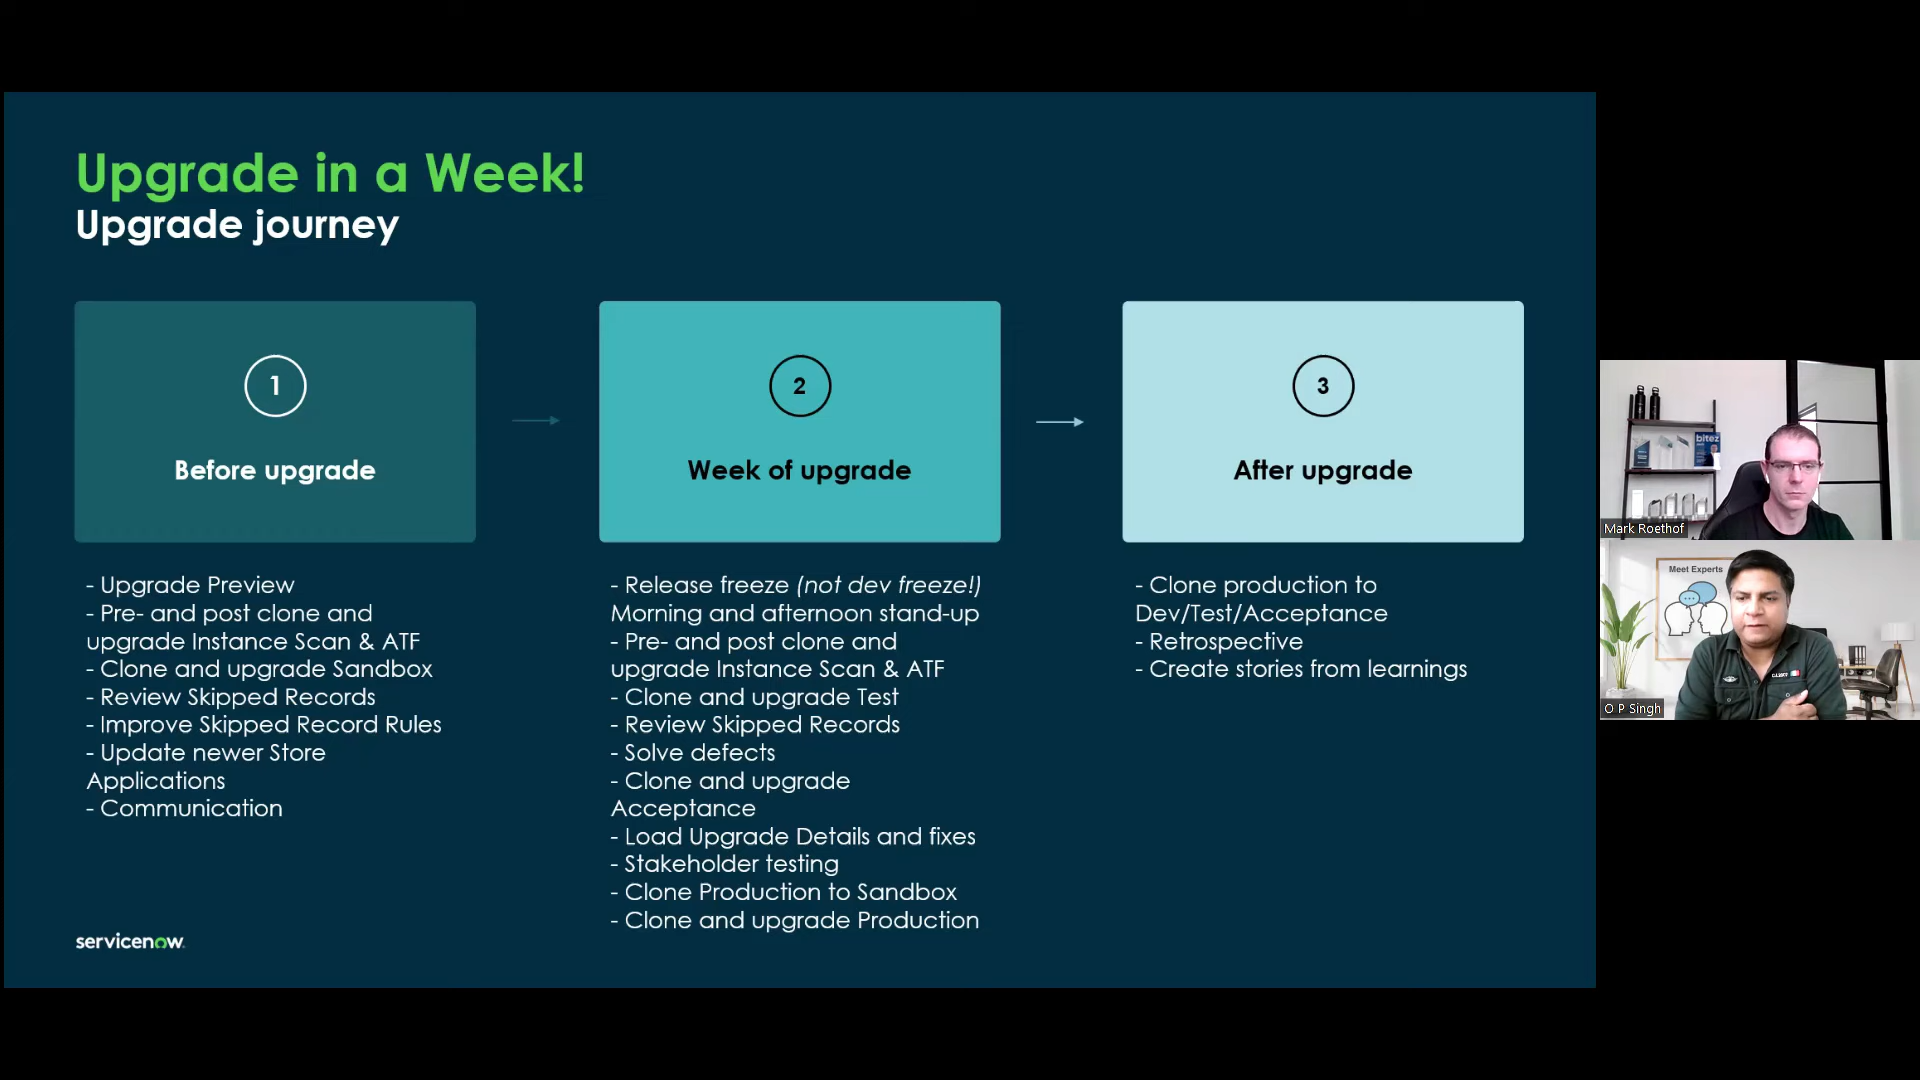 Upgrade in a Week!
Upgrade journey
1
Before upgrade
- Upgrade Preview
- Pre- and post clone and
upgrade Instance Scan & ATF
- Clone and upgrade Sandbox
- Review Skipped Records
- Improve Skipped Record Rules
- Update newer Store
Applications
- Communication
2
Week of upgrade
- Release freeze (not dev freeze!)
Morning and afternoon stand-up
- Pre- and post clone and
upgrade Instance Scan & ATF
- Clone and upgrade Test
- Review Skipped Records
- Solve defects
- Clone and upgrade
Acceptance
- Load Upgrade Details and fixes
- Stakeholder testing
- Clone Production to Sandbox
- Clone and upgrade Production
3
After upgrade
- Clone production to
Dev/Test/Acceptance
- Retrospective
- Create stories from learnings
servicenow
bitez
Mark Roethof
Meet Experts
O P Singh